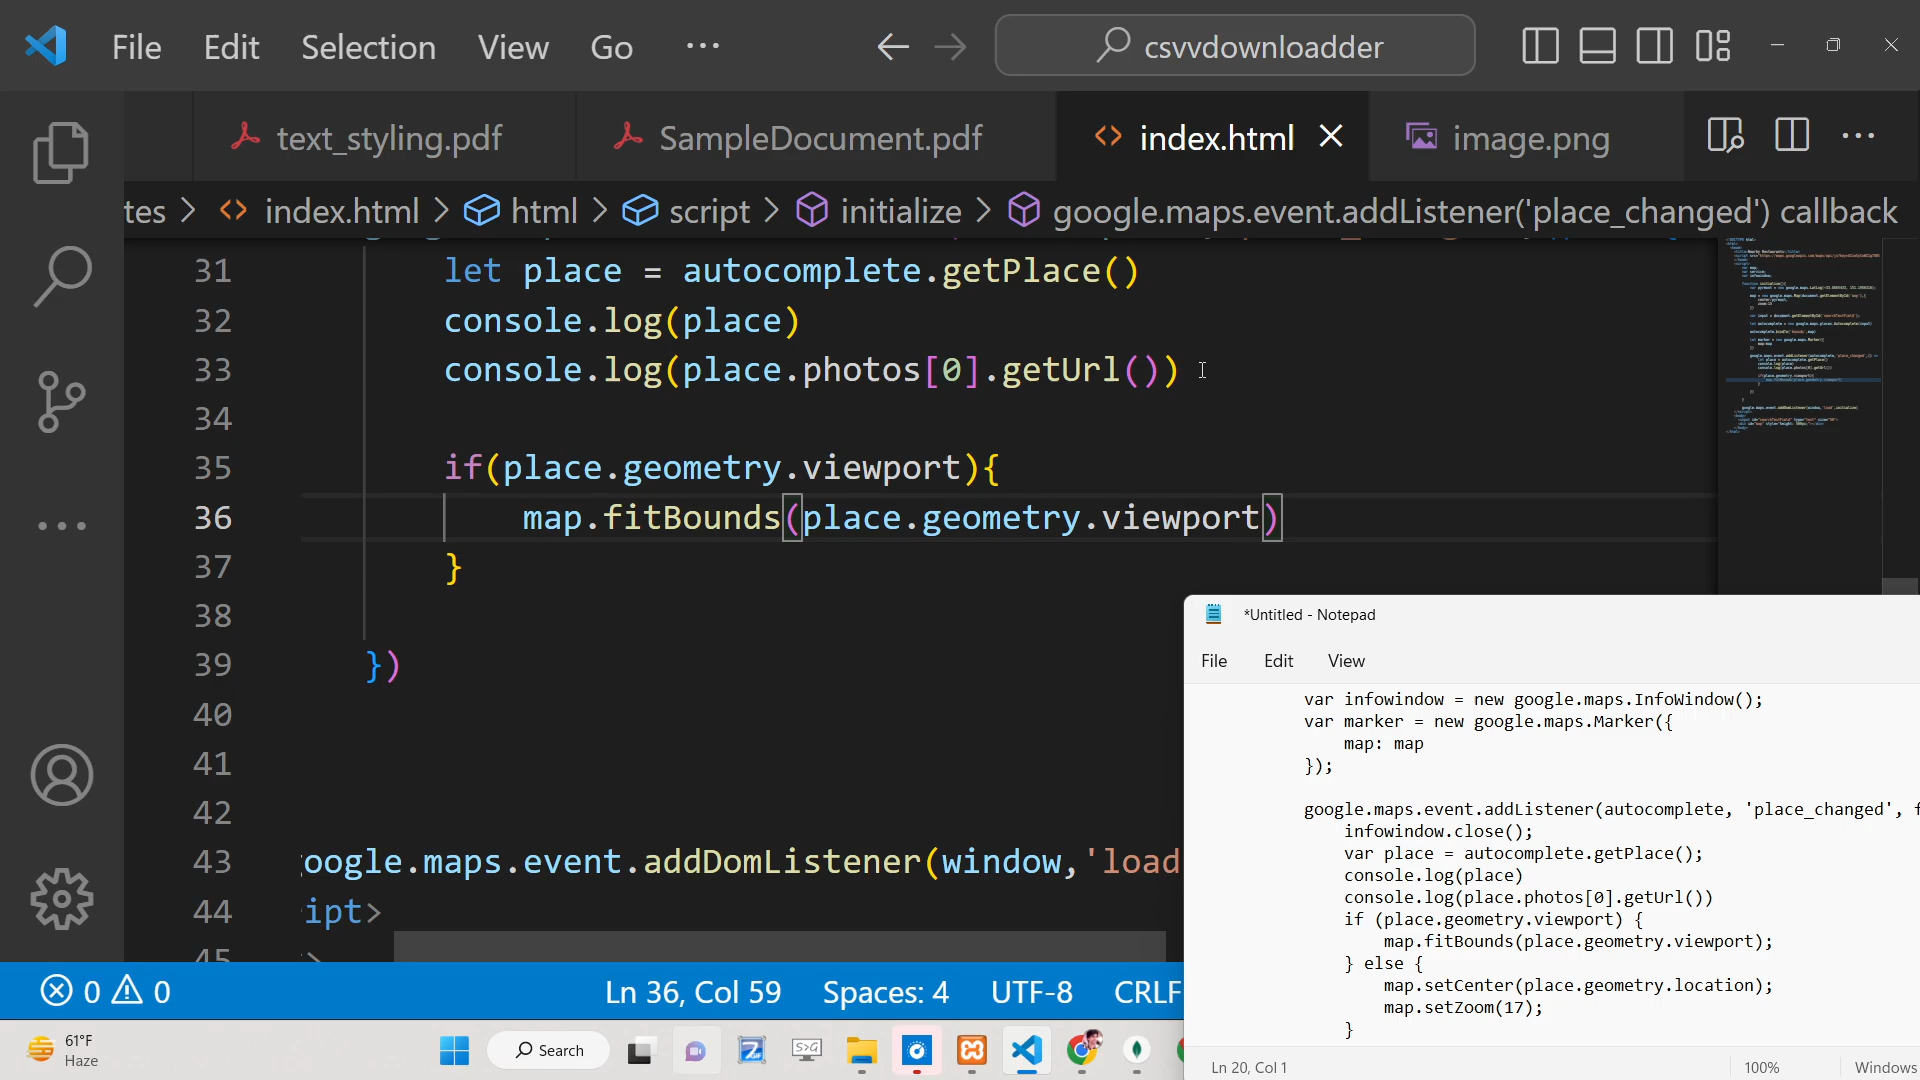 File Edit Selection View Go ... csvvdownloadder
text_styling.pdf SampleDocument.pdf index.html image.png
tes > index.html > html > script > initialize > google.maps.event.addListener('place_changed') callback
31 let place = autocomplete.getPlace()
32 console.log(place)
33 console.log(place.photos[0].getUrl())
34
35 if(place.geometry.viewport){
36 map.fitBounds(place.geometry.viewport)
37 }
38
39 })
40
41
42
43 oogle.maps.event.addDomListener(window,'load
44 ipt>
45
*Untitled - Notepad
File Edit View
var infowindow = new google.maps.InfoWindow();
var marker = new google.maps.Marker({
map: map
});
google.maps.event.addListener(autocomplete, 'place_changed', f
infowindow.close();
var place = autocomplete.getPlace();
console.log(place)
console.log(place.photos[0].getUrl())
if (place.geometry.viewport) {
map.fitBounds(place.geometry.viewport);
} else {
map.setCenter(place.geometry.location);
map.setZoom(17);
}
Ln 20, Col 1 100% Windows
0 0 Ln 36, Col 59 Spaces: 4 UTF-8 CRLF
61°F
Haze
Search